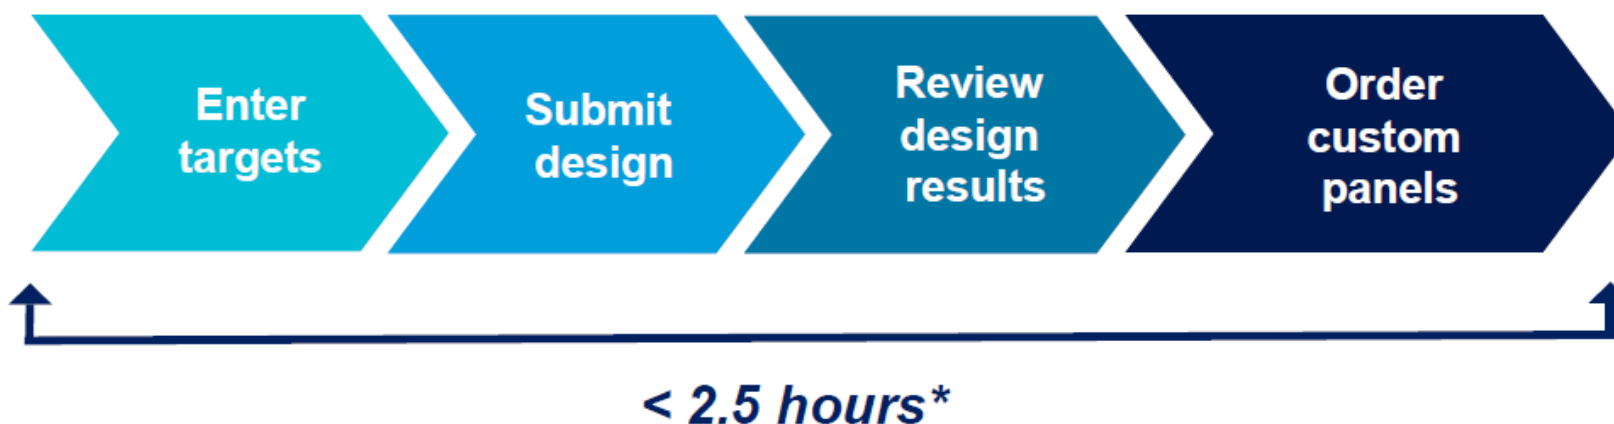 Enter
targets
Submit
design
Review
design
results
Order
custom
panels
< 2.5 hours*